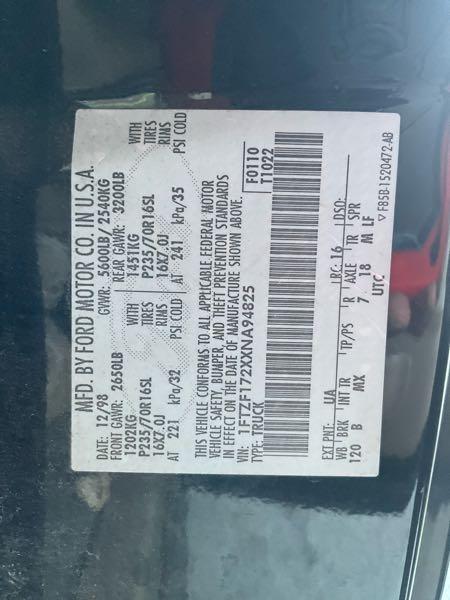 MFD. BY FORD MOTOR CO. IN U.S.A.
DATE: 12/98 GVWR: 5600LB/ 2540KG
FRONT GAWR: 2650LB REAR GAWR: 3200LB
1202KG WITH 1451KG WITH
P235/70R16SL TIRES P235/70R16SL TIRES
16X7.0J RIMS 16X7.0J RIMS
AT 221 kPa/32 PSI COLD AT 241 kPa/35 PSI COLD
THIS VEHICLE CONFORMS TO ALL APPLICABLE FEDERAL MOTOR
VEHICLE SAFETY, BUMPER, AND THEFT PREVENTION STANDARDS
IN EFFECT ON THE DATE OF MANUFACTURE SHOWN ABOVE.
VIN: 1FTZF172XXNA94825 F0110
TYPE: TRUCK T1022
EXT PNT: UA RC: 16 DSO:
WB BRK INT TR TP/PS R AXLE TR SPR
120 B MX 7 18 M LF
UTC
▽ F85B-1520472-AB